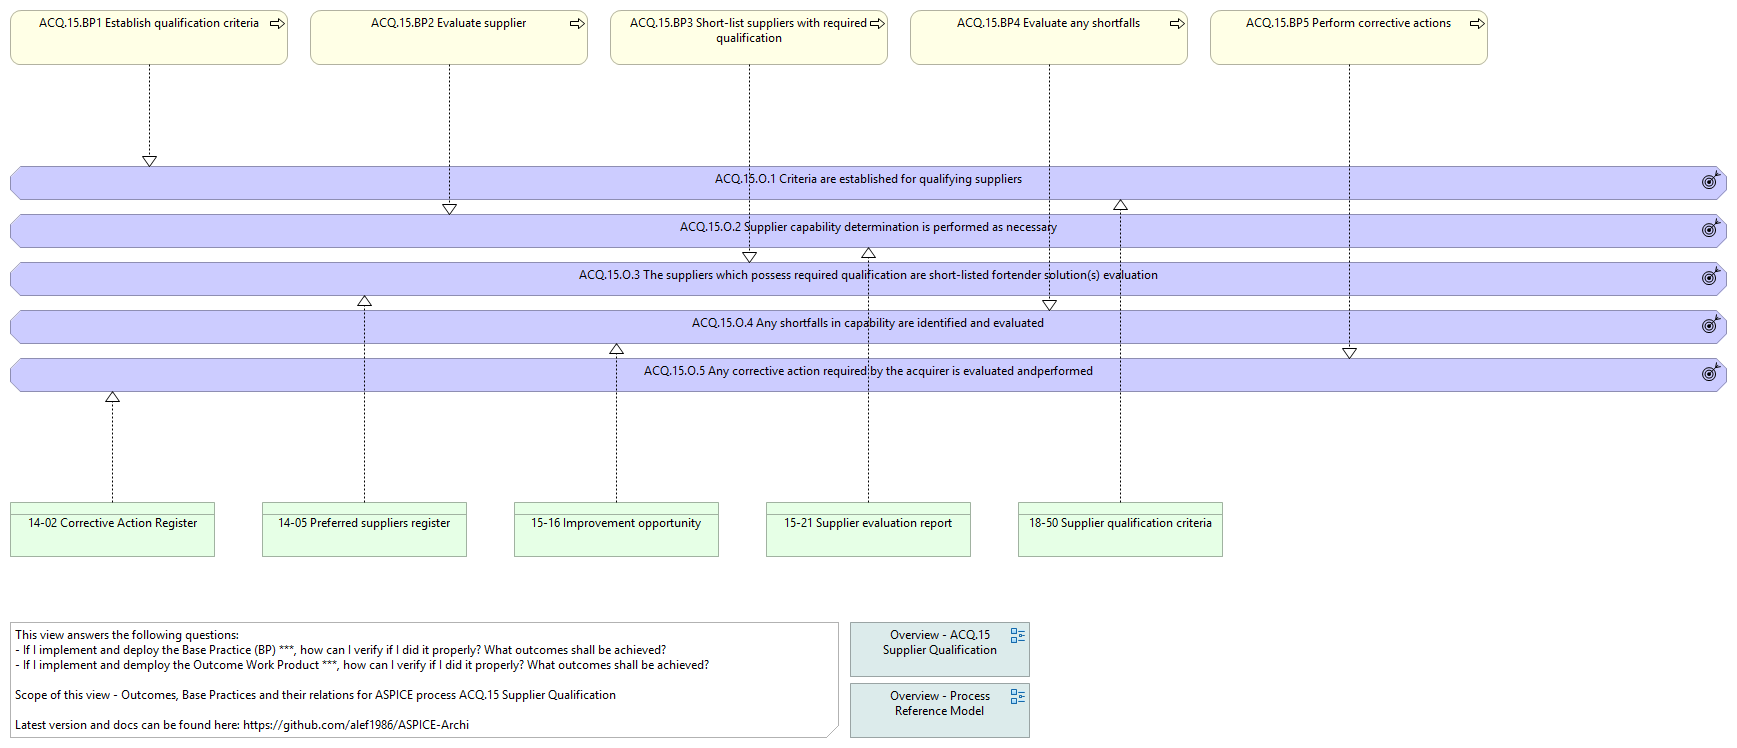 ACQ.15.BP1 Establish qualification criteria
ACQ.15.BP2 Evaluate supplier
ACQ.15.BP3 Short-list suppliers with required
qualification
ACQ.15.BP4 Evaluate any shortfalls
ACQ.15.BP5 Perform corrective actions
ACQ.15.O.1 Criteria are established for qualifying suppliers
ACQ.15.O.2 Supplier capability determination is performed as necessary
ACQ.15.O.3 The suppliers which possess required qualification are short-listed fortender solution(s) evaluation
ACQ.15.O.4 Any shortfalls in capability are identified and evaluated
ACQ.15.O.5 Any corrective action required by the acquirer is evaluated andperformed
14-02 Corrective Action Register
14-05 Preferred suppliers register
15-16 Improvement opportunity
15-21 Supplier evaluation report
18-50 Supplier qualification criteria
This view answers the following questions:
- If I implement and deploy the Base Practice (BP) ***, how can I verify if I did it properly? What outcomes shall be achieved?
- If I implement and demploy the Outcome Work Product ***, how can I verify if I did it properly? What outcomes shall be achieved?
Scope of this view - Outcomes, Base Practices and their relations for ASPICE process ACQ.15 Supplier Qualification
Latest version and docs can be found here: https://github.com/alef1986/ASPICE-Archi
Overview - ACQ.15
Supplier Qualification
Overview - Process
Reference Model